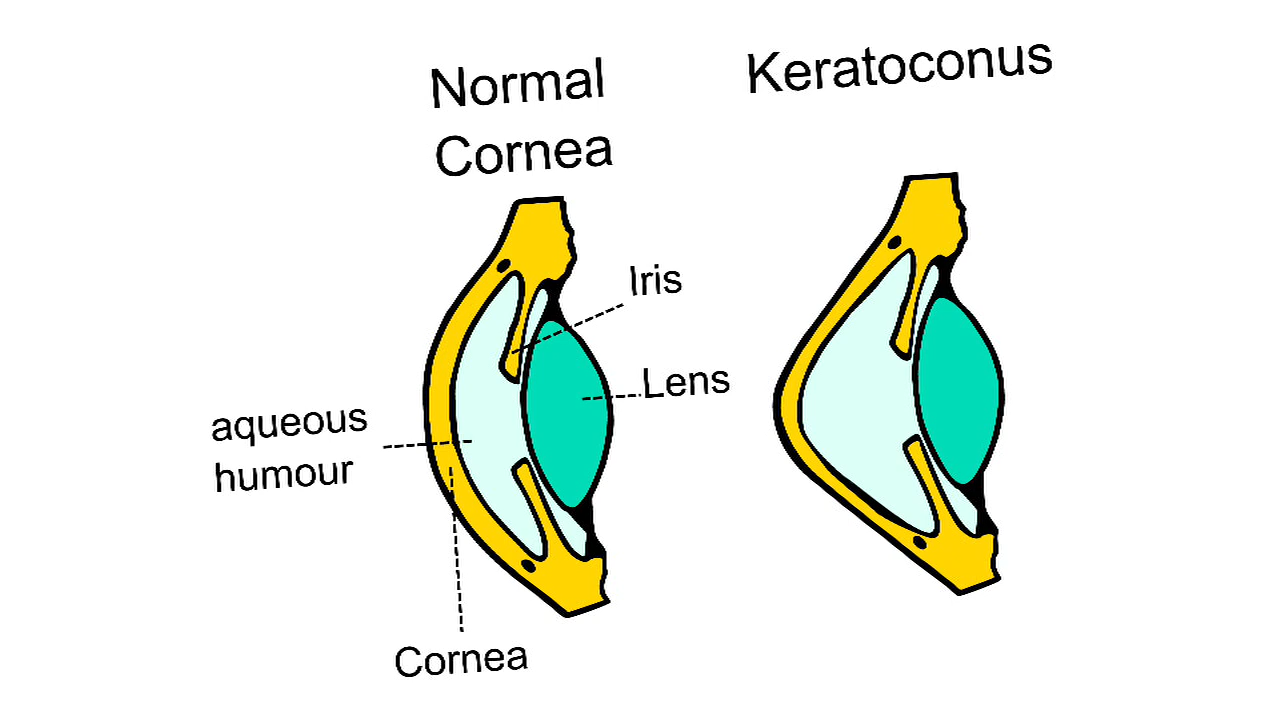 Normal
Cornea
Keratoconus
Iris
Lens
aqueous
humour
Cornea